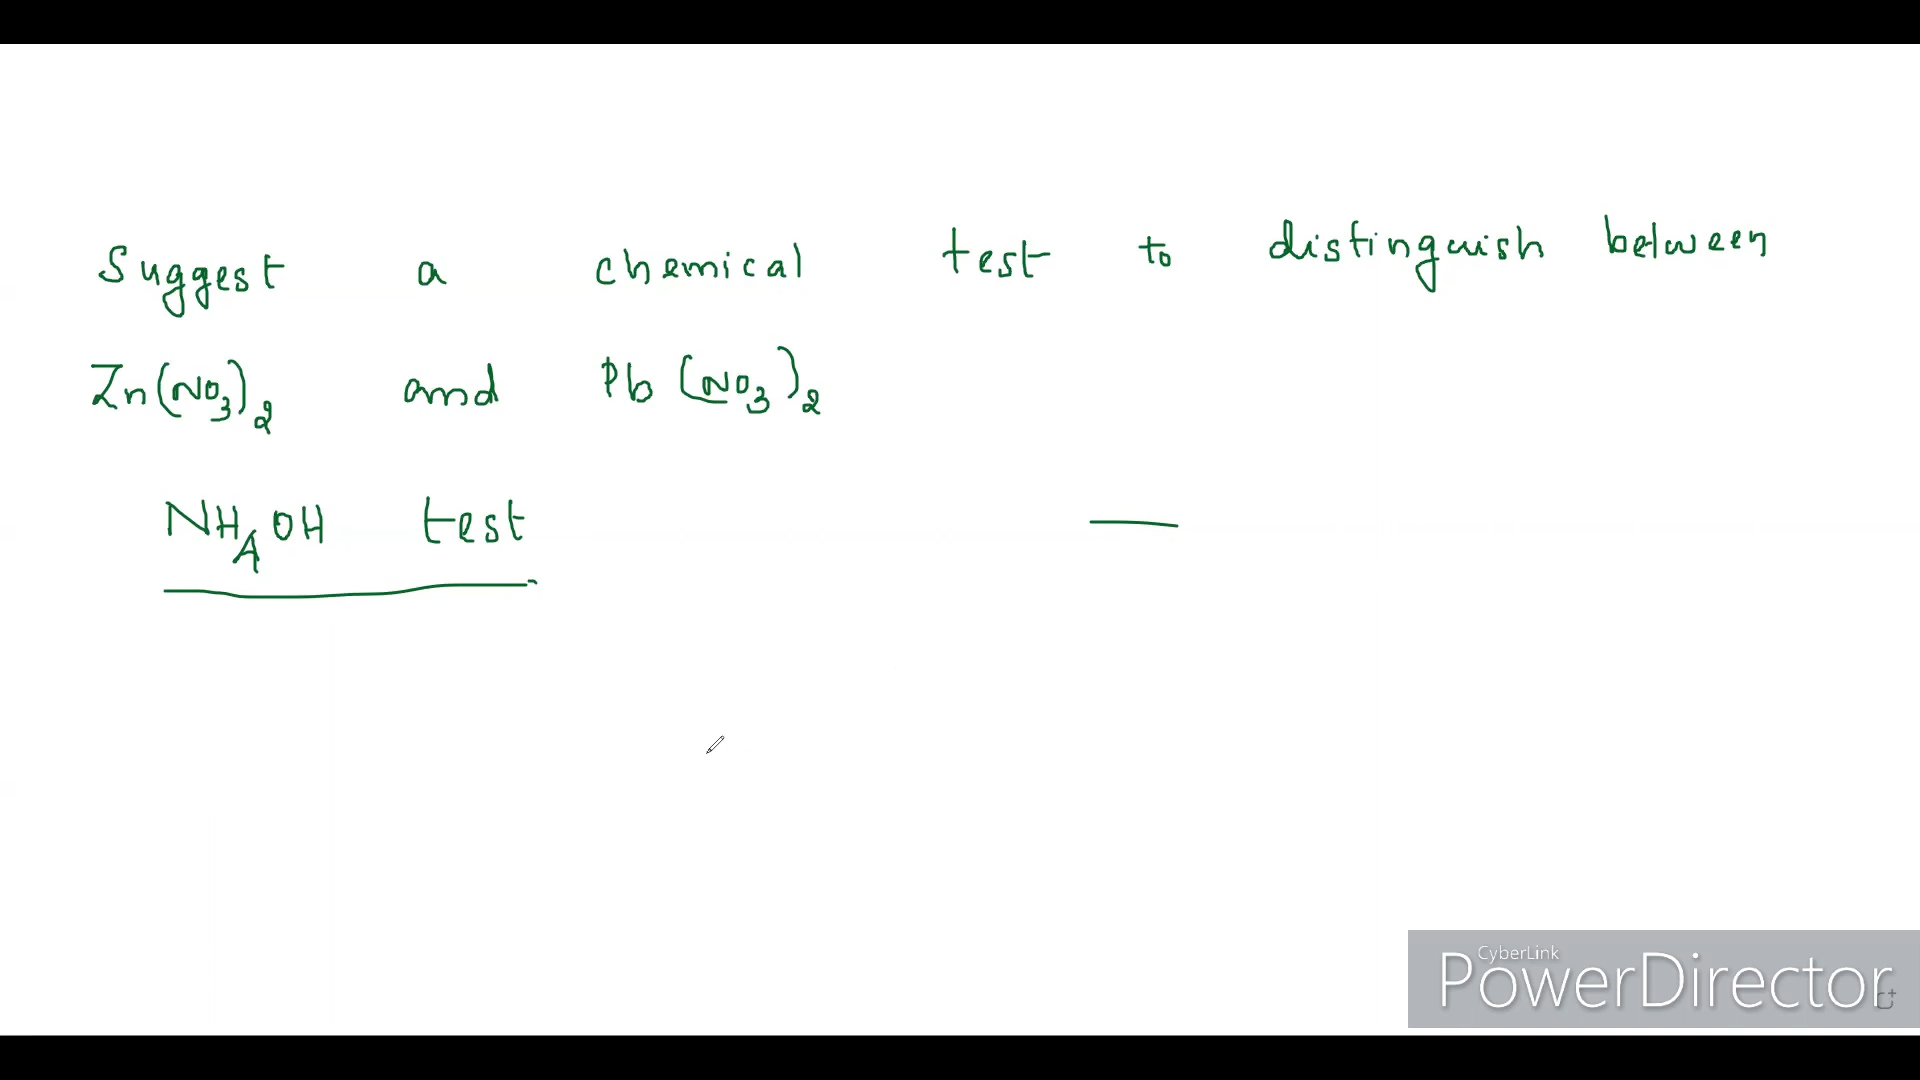 Suggest a chemical test to distinguish between
Zn(NO3)2 and Pb(NO3)2
NH4OH test
CyberLink
PowerDirector